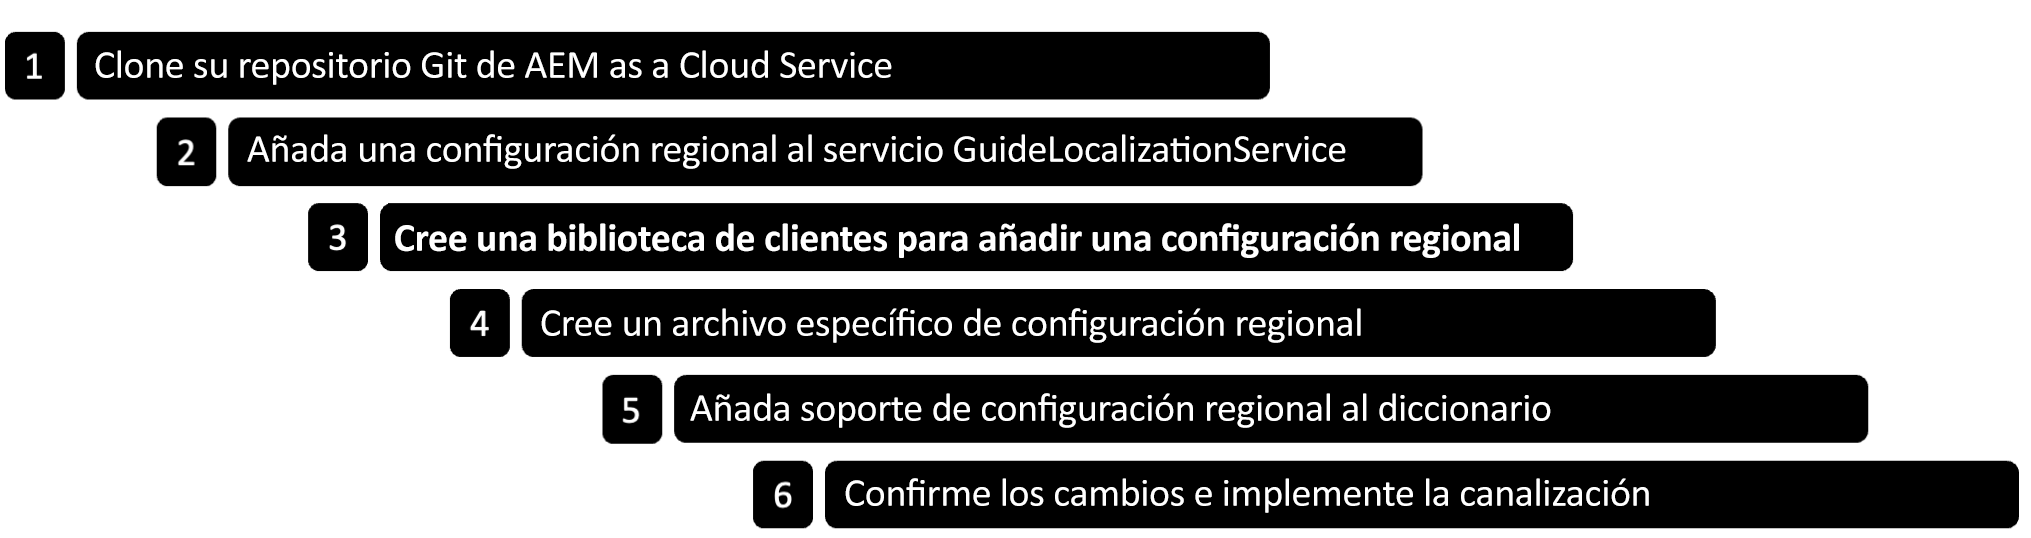 1 Clone su repositorio Git de AEM as a Cloud Service
2 Añada una configuración regional al servicio GuideLocalizationService
3 Cree una biblioteca de clientes para añadir una configuración regional
4 Cree un archivo específico de configuración regional
5 Añada soporte de configuración regional al diccionario
6 Confirme los cambios e implemente la canalización